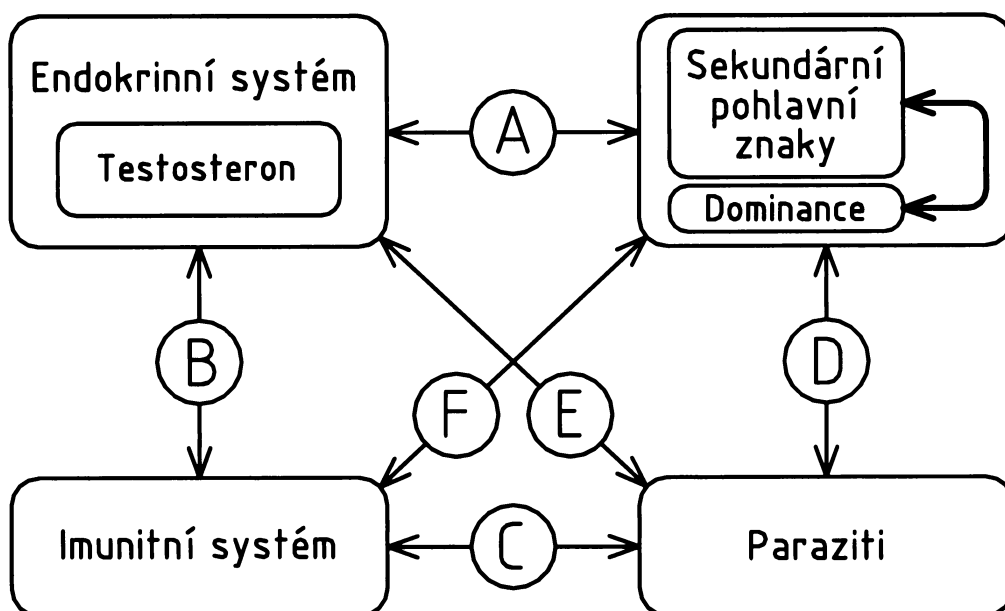 Endokrinní systém
Testosteron
A
Sekundární
pohlavní
znaky
Dominance
B
F
E
D
Imunitní systém
C
Paraziti